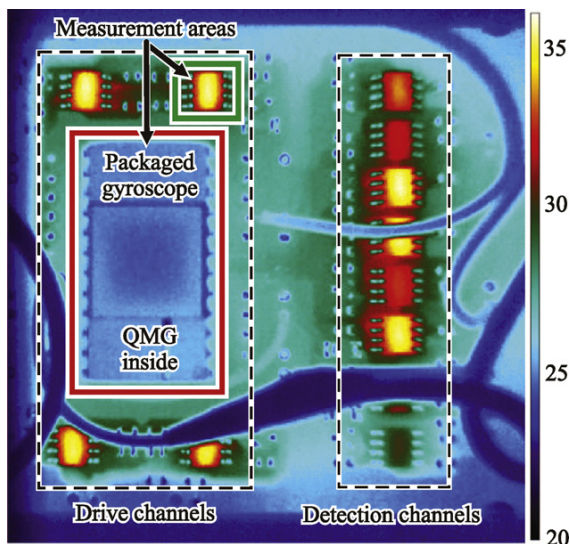 Measurement areas
35
Packaged
gyroscope
30
QMG
inside
25
Drive channels
Detection channels
20